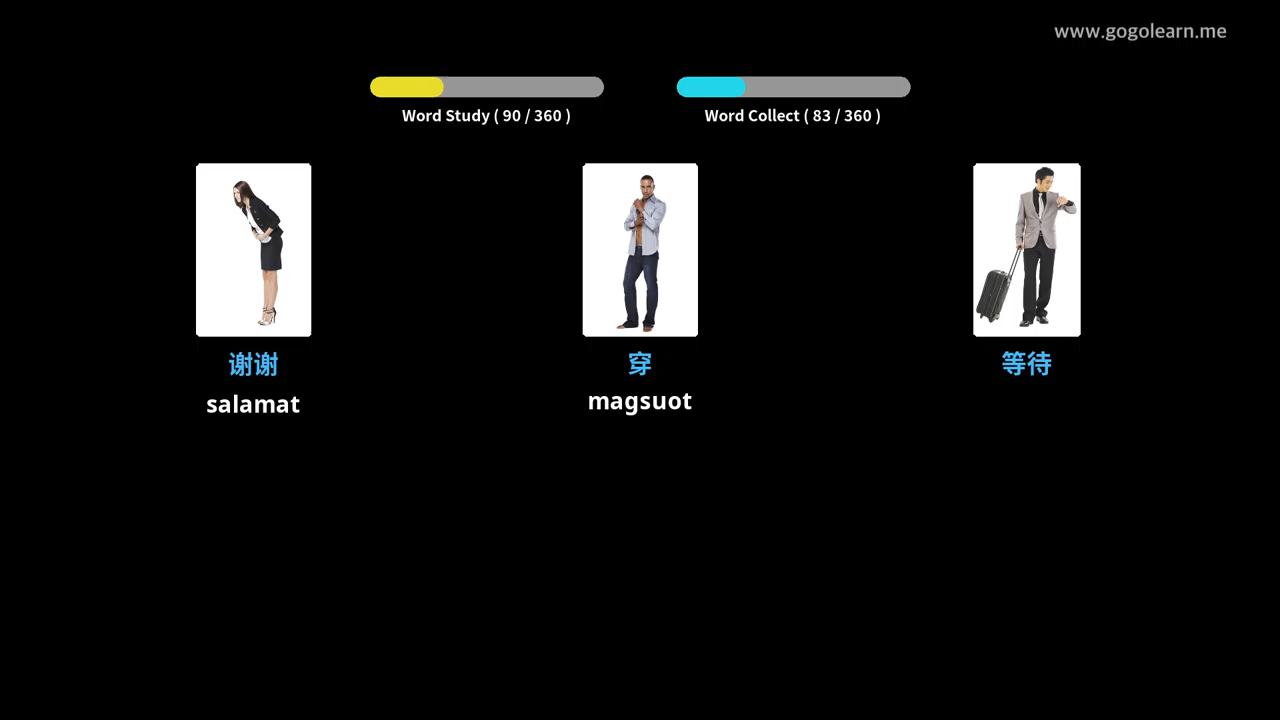 www.gogolearn.me
Word Study ( 90 / 360 )
Word Collect ( 83 / 360 )
谢谢
穿
等待
salamat
magsuot